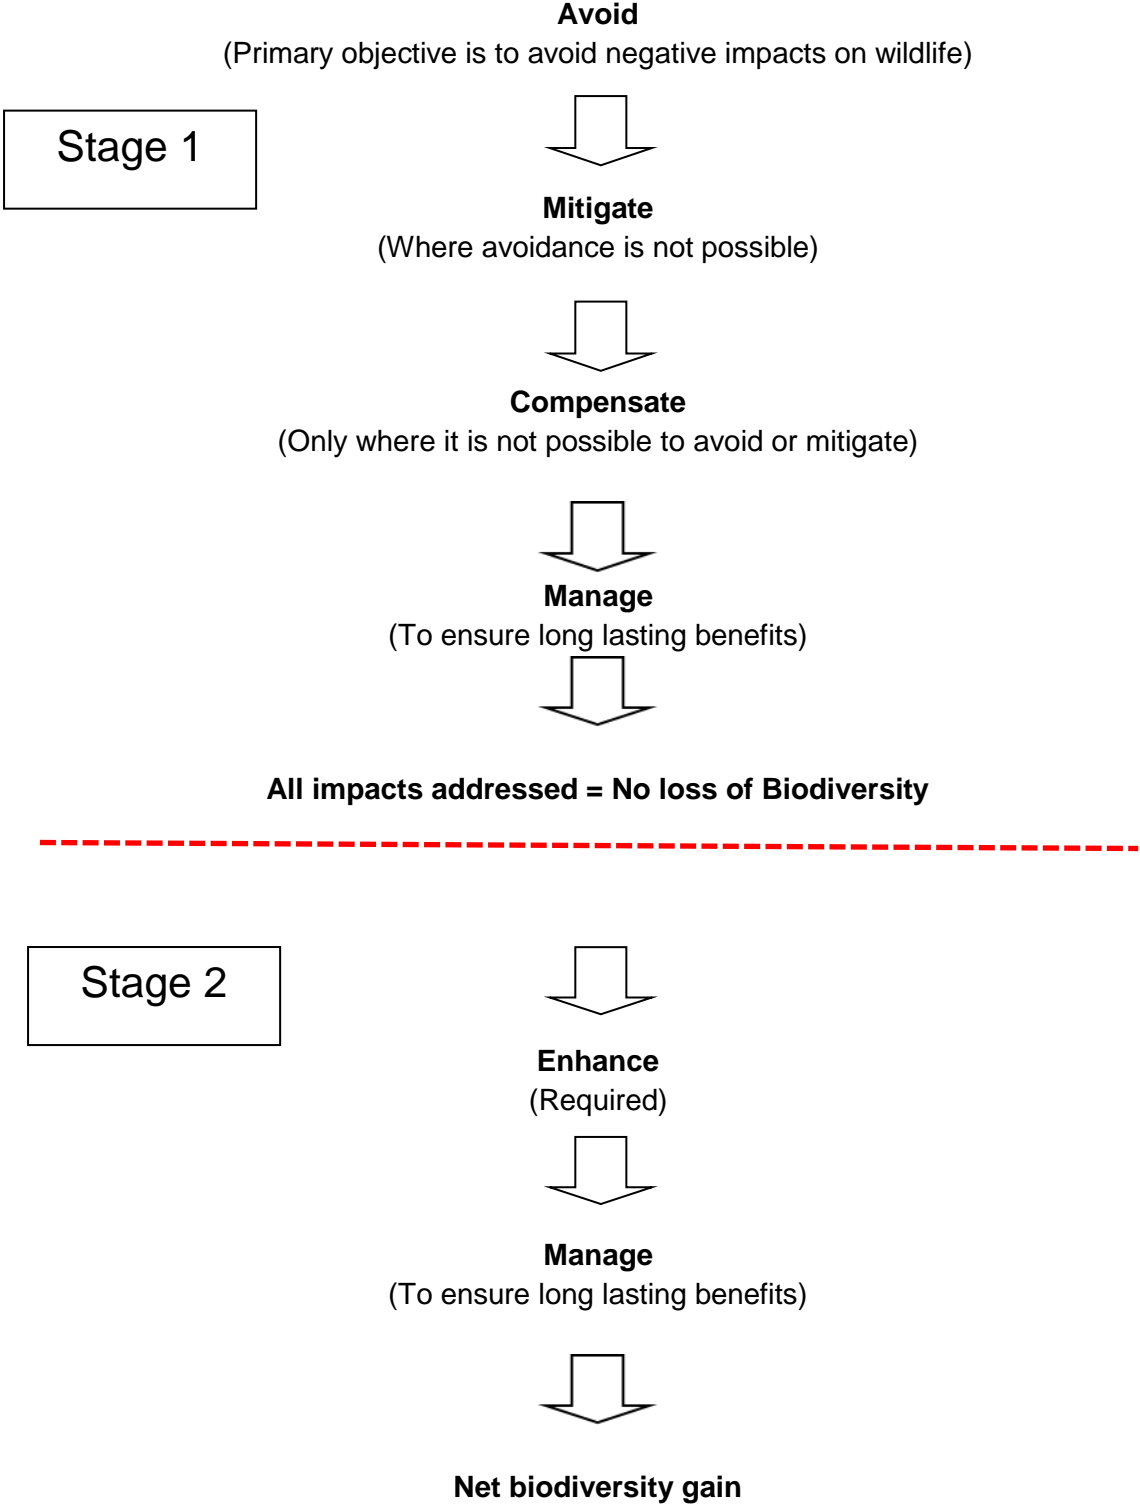 Avoid
(Primary objective is to avoid negative impacts on wildlife)
Stage 1
Mitigate
(Where avoidance is not possible)
Compensate
(Only where it is not possible to avoid or mitigate)
Manage
(To ensure long lasting benefits)
All impacts addressed = No loss of Biodiversity
Stage 2
Enhance
(Required)
Manage
(To ensure long lasting benefits)
Net biodiversity gain